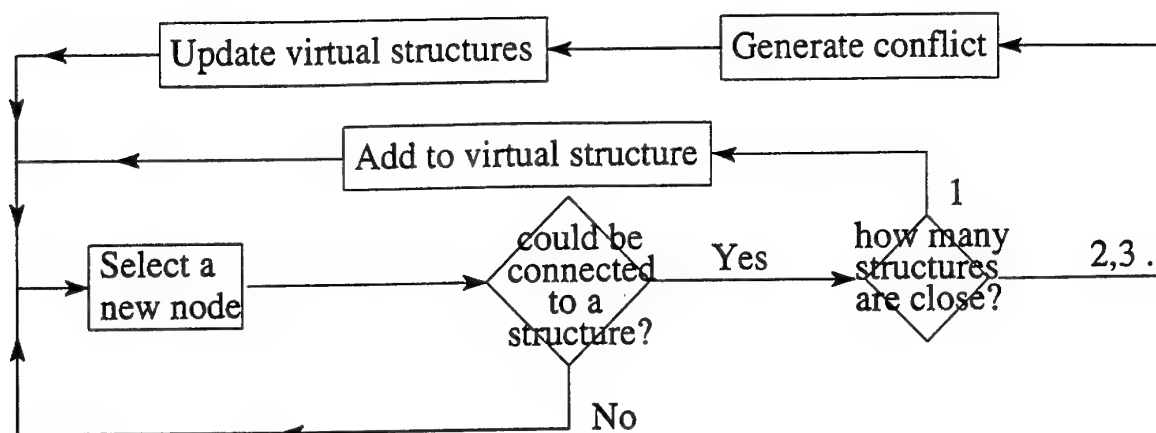 Update virtual structures
Generate conflict
Add to virtual structure
1
could be
connected
to a
structure?
Yes
how many
structures
are close?
2,3 .
Select a
new node
No